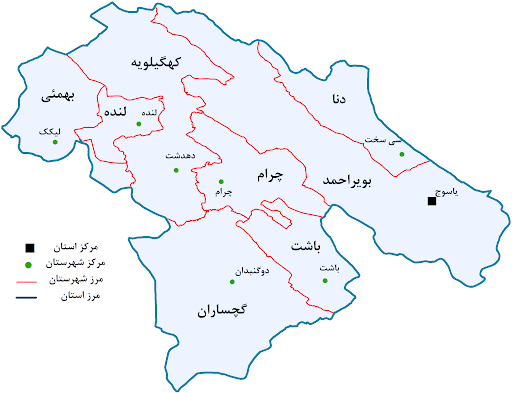 کهگیلویه
بهمئی
دنا
لنده
لنده
لیکک
سی سخت
دهدشت
چرام
چرام
بویراحمد
یاسوج
باشت
باشت
دوگنبدان
گچساران
مرکز استان
مرکز شهرستان
مرز شهرستان
مرز استان